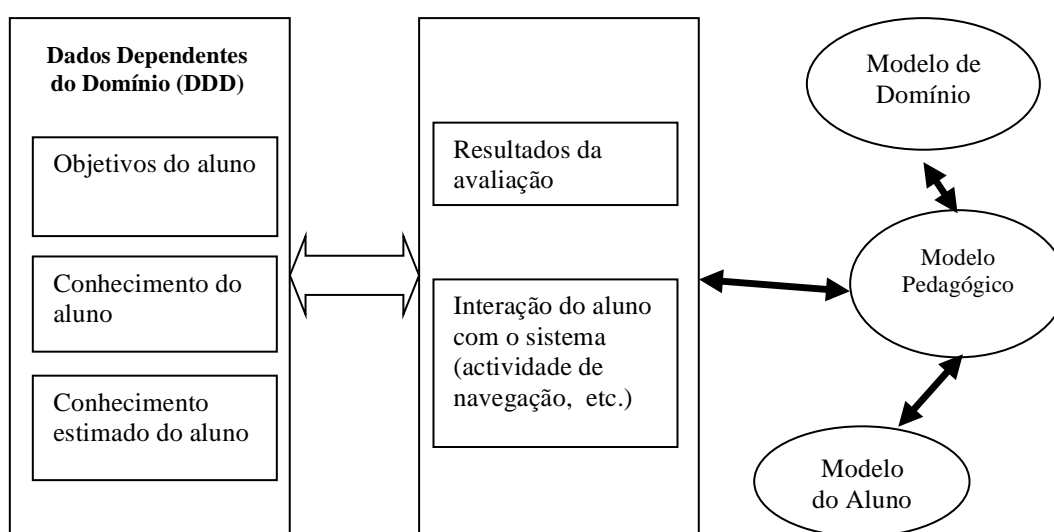 Dados Dependentes
do Domínio (DDD)
Objetivos do aluno
Conhecimento do
aluno
Conhecimento
estimado do aluno
Resultados da
avaliação
Interação do aluno
com o sistema
(actividade de
navegação, etc.)
Modelo de
Domínio
Modelo
Pedagógico
Modelo
do Aluno